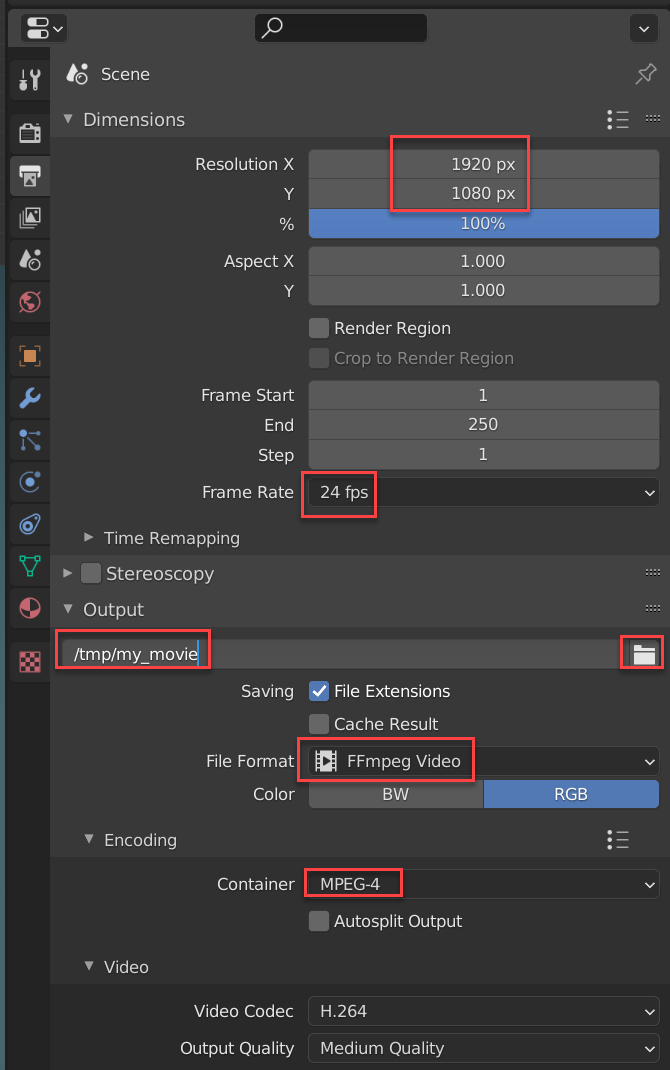 Scene
Dimensions
Resolution X 1920 px
Y 1080 px
% 100%
Aspect X 1.000
Y 1.000
Render Region
Crop to Render Region
Frame Start 1
End 250
Step 1
Frame Rate 24 fps
Time Remapping
Stereoscopy
Output
/tmp/my_movie
Saving File Extensions
Cache Result
File Format FFmpeg Video
Color BW RGB
Encoding
Container MPEG-4
Autosplit Output
Video
Video Codec H.264
Output Quality Medium Quality